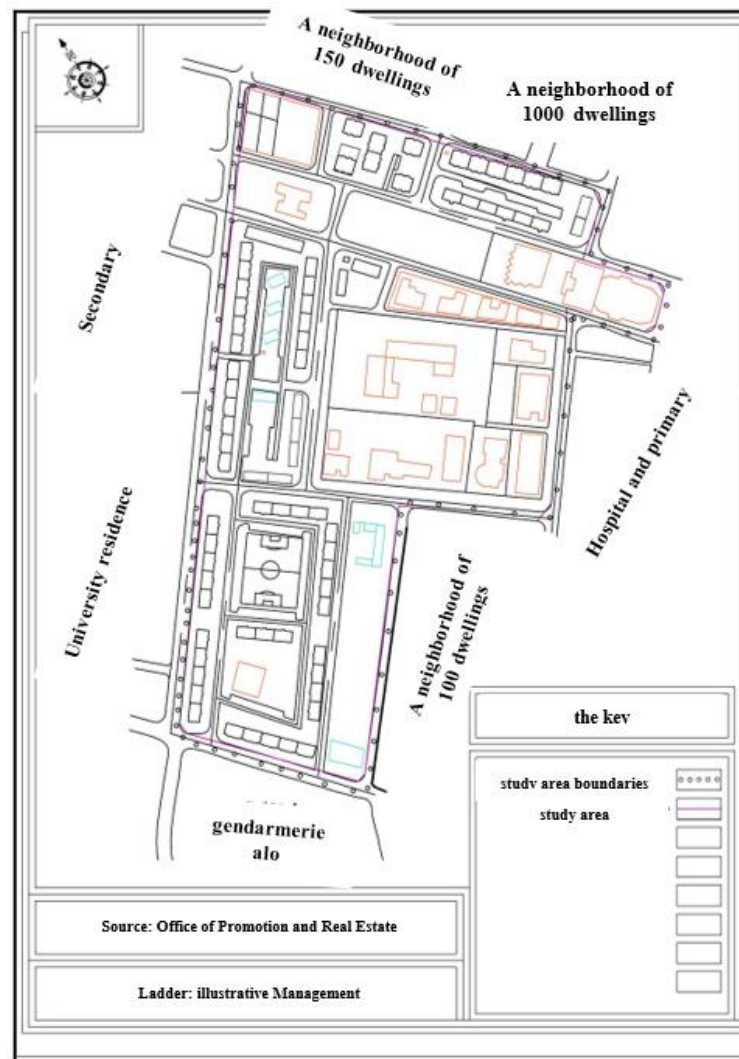 A neighborhood of
150 dwellings
A neighborhood of
1000 dwellings
Secondary
Hospital and primary
University residence
A neighborhood of
100 dwellings
gendarmerie
alo
the kev
studv area boundaries
studv area
Source: Office of Promotion and Real Estate
Ladder: illustrative Management